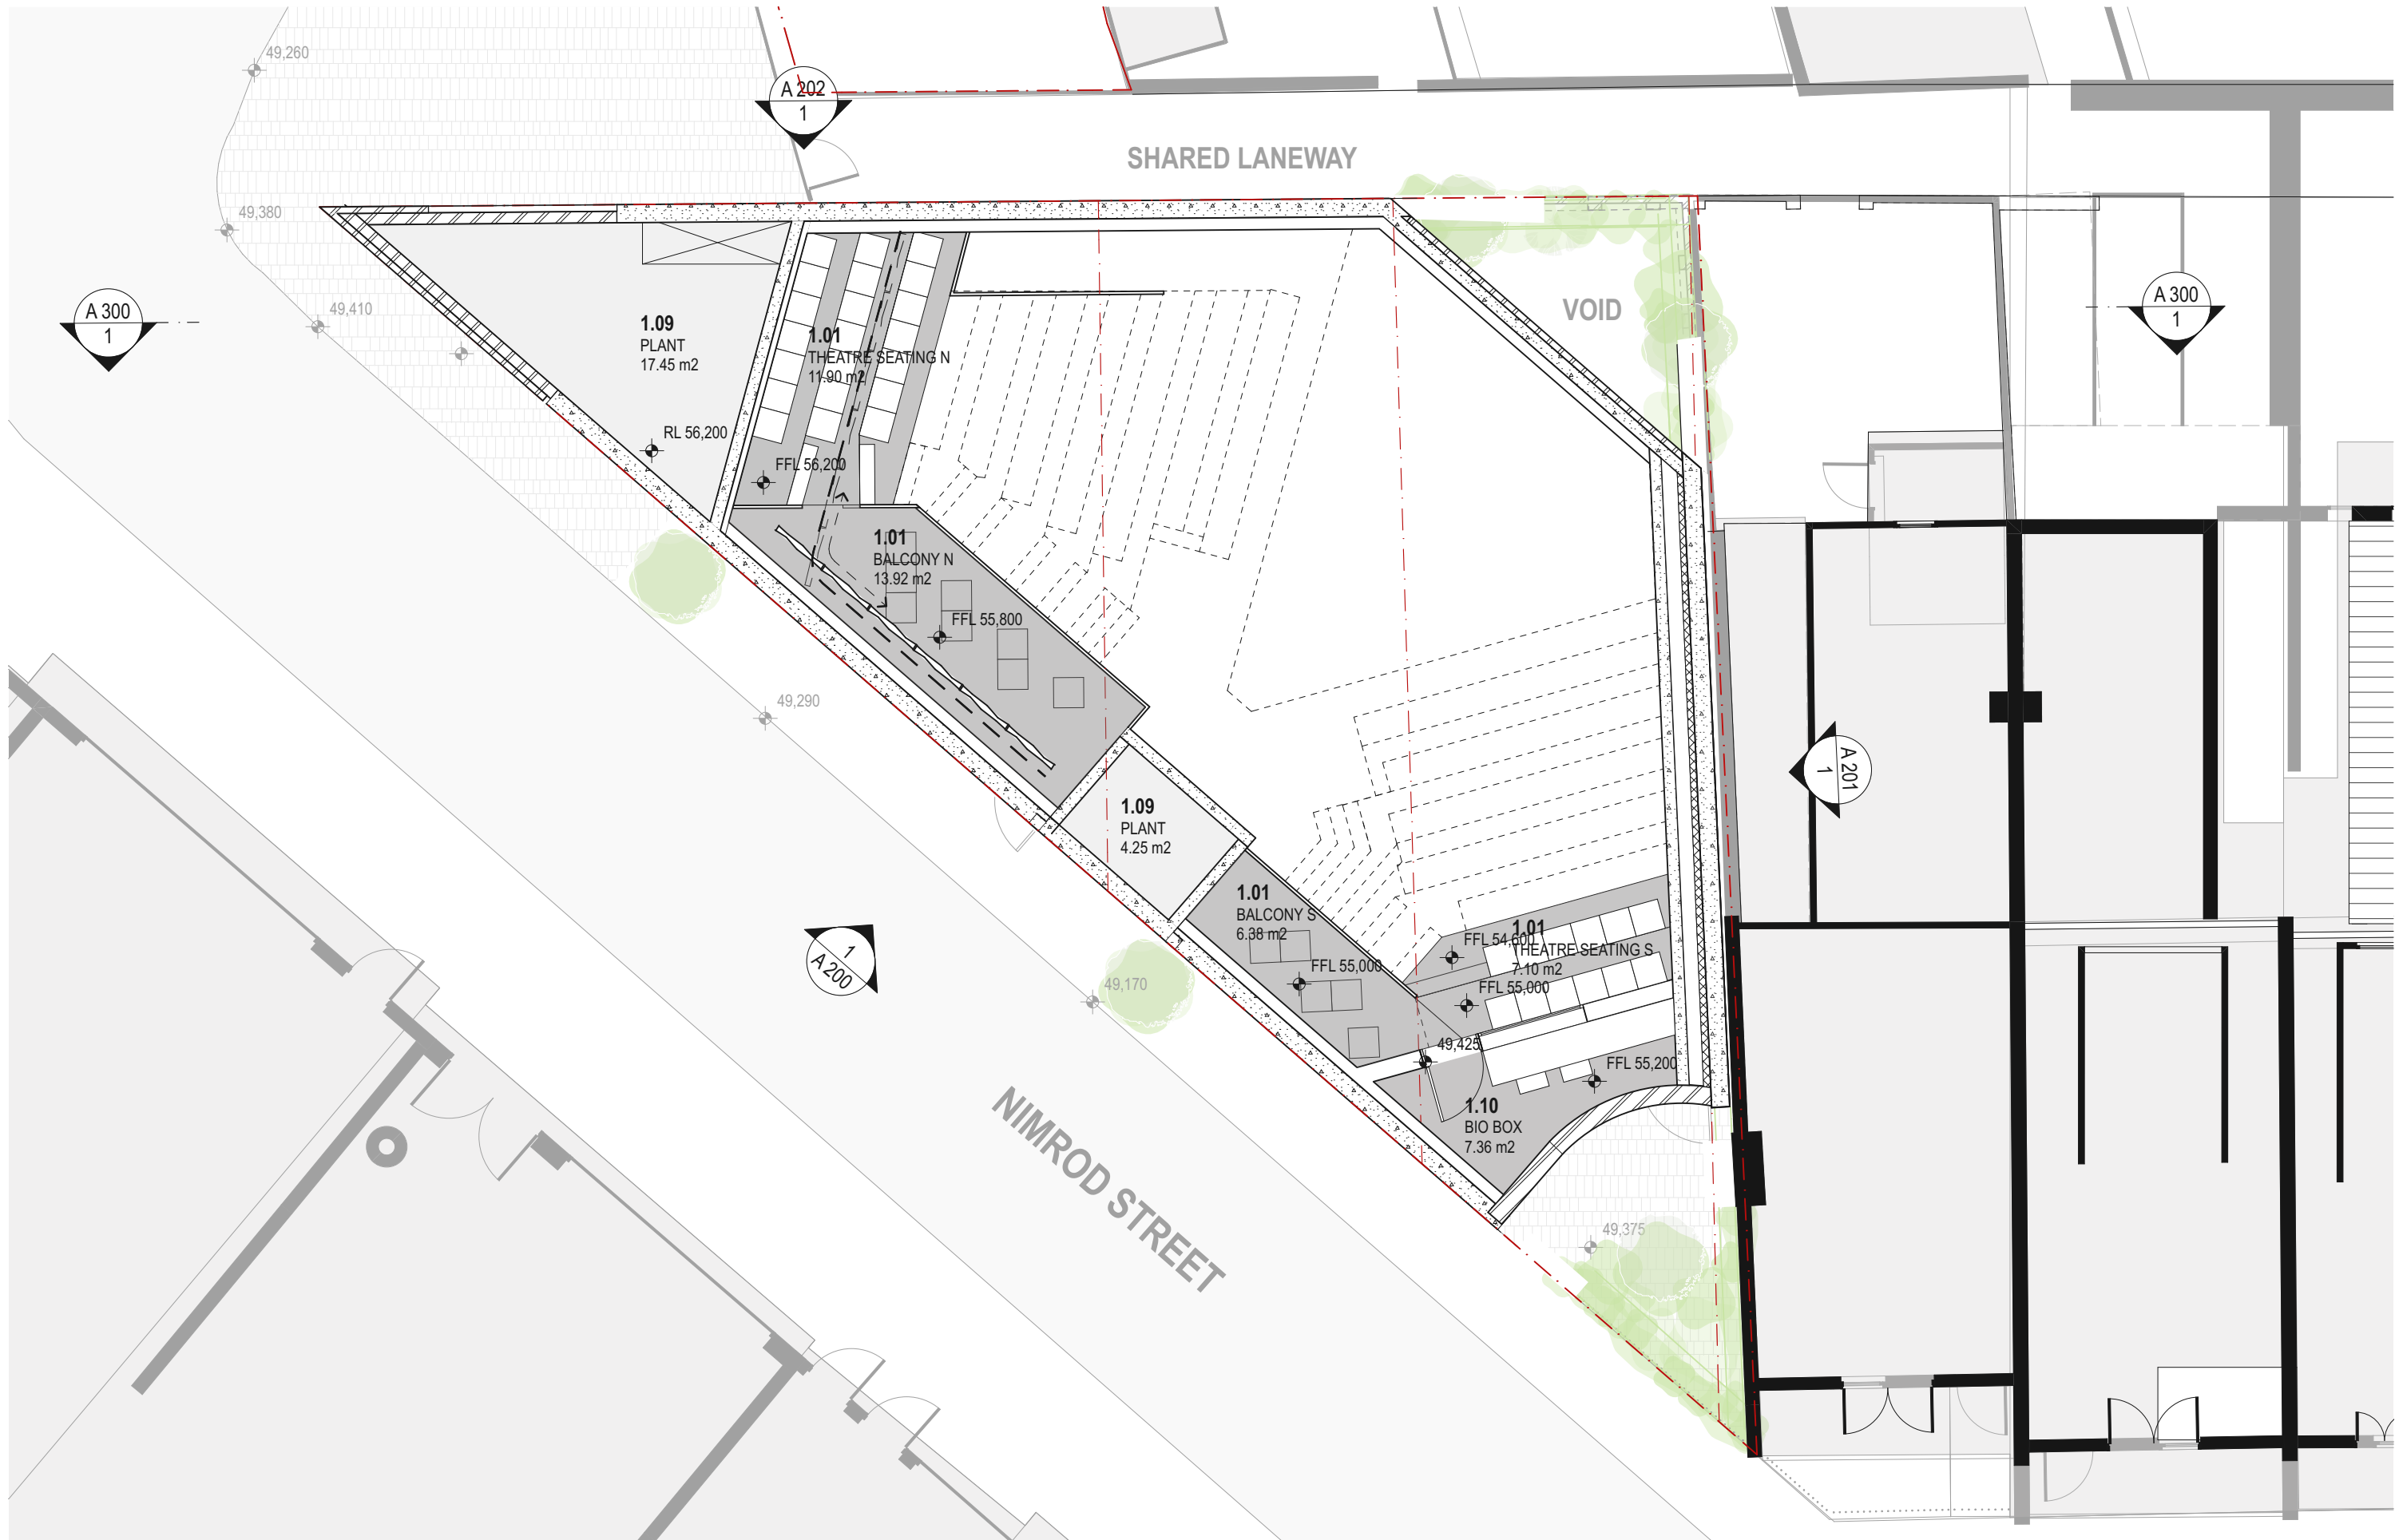 49,260
A 202
1
SHARED LANEWAY
49,380
49,410
A 300
1
1.09
PLANT
17.45 m2
1.01
THEATRE SEATING N
11.90 m2
VOID
A 300
1
RL 56,200
FFL 56,200
1.01
BALCONY N
13.92 m2
FFL 55,800
49,290
1.09
PLANT
4.25 m2
A 201
1
1.01
BALCONY S
6.38 m2
FFL 55,000
1.01
THEATRE SEATING S
7.10 m2
FFL 54,600
FFL 55,000
1
A 200
49,170
49,425
FFL 55,200
1.10
BIO BOX
7.36 m2
NIMROD STREET
49,375